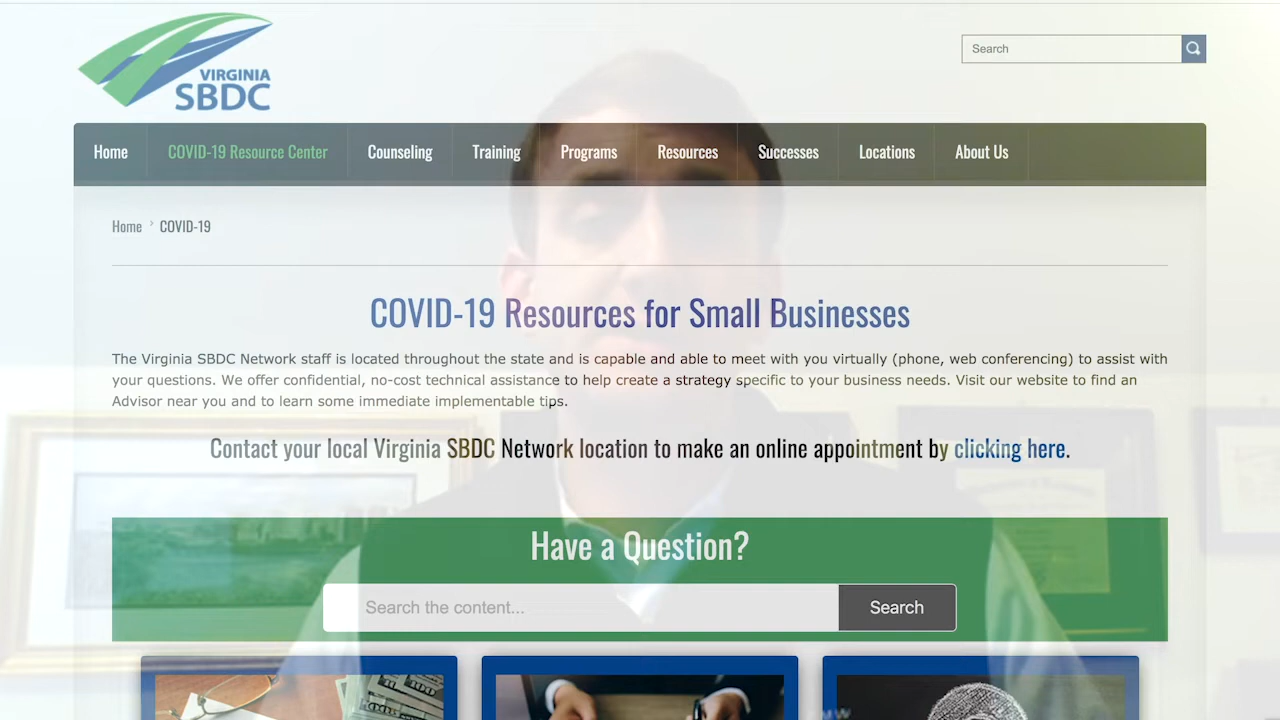 VIRGINIA
SBDC
Search
Home COVID-19 Resource Center Counseling Training Programs Resources Successes Locations About Us
Home › COVID-19
COVID-19 Resources for Small Businesses
The Virginia SBDC Network staff is located throughout the state and is capable and able to meet with you virtually (phone, web conferencing) to assist with
your questions. We offer confidential, no-cost technical assistance to help create a strategy specific to your business needs. Visit our website to find an
Advisor near you and to learn some immediate implementable tips.
Contact your local Virginia SBDC Network location to make an online appointment by clicking here.
Have a Question?
Search the content...
Search